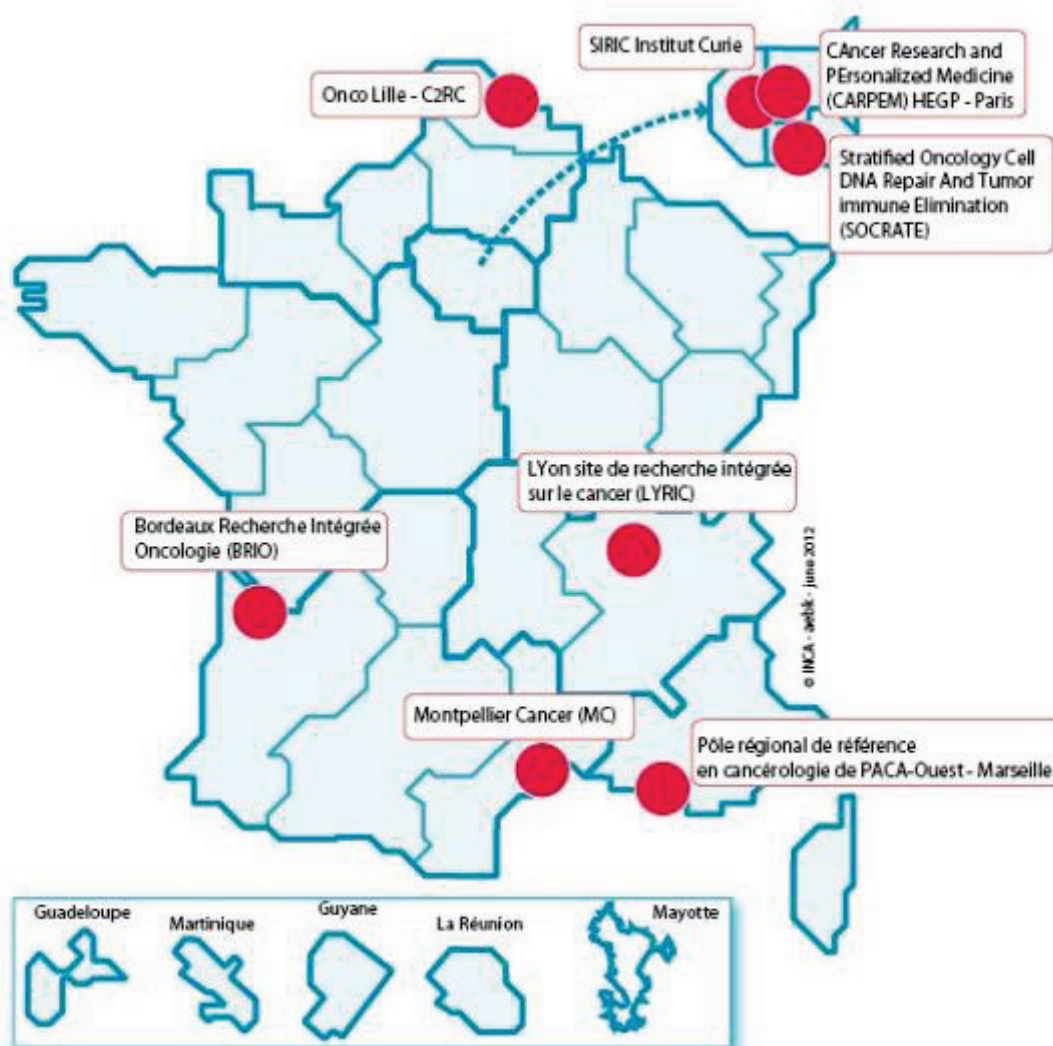 SIRIC Institut Curie
CAncer Research and
PErsonalized Medicine
(CARPEM) HEGP - Paris
Onco Lille - C2RC
Stratified Oncology Cell
DNA Repair And Tumor
immune Elimination
(SOCRATE)
LYon site de recherche intégrée
sur le cancer (LYRIC)
Bordeaux Recherche Intégrée
Oncologie (BRIO)
© INCA - aebk - june 2012
Montpellier Cancer (MC)
Pôle régional de référence
en cancérologie de PACA-Ouest - Marseille
Guadeloupe
Martinique
Guyane
La Réunion
Mayotte